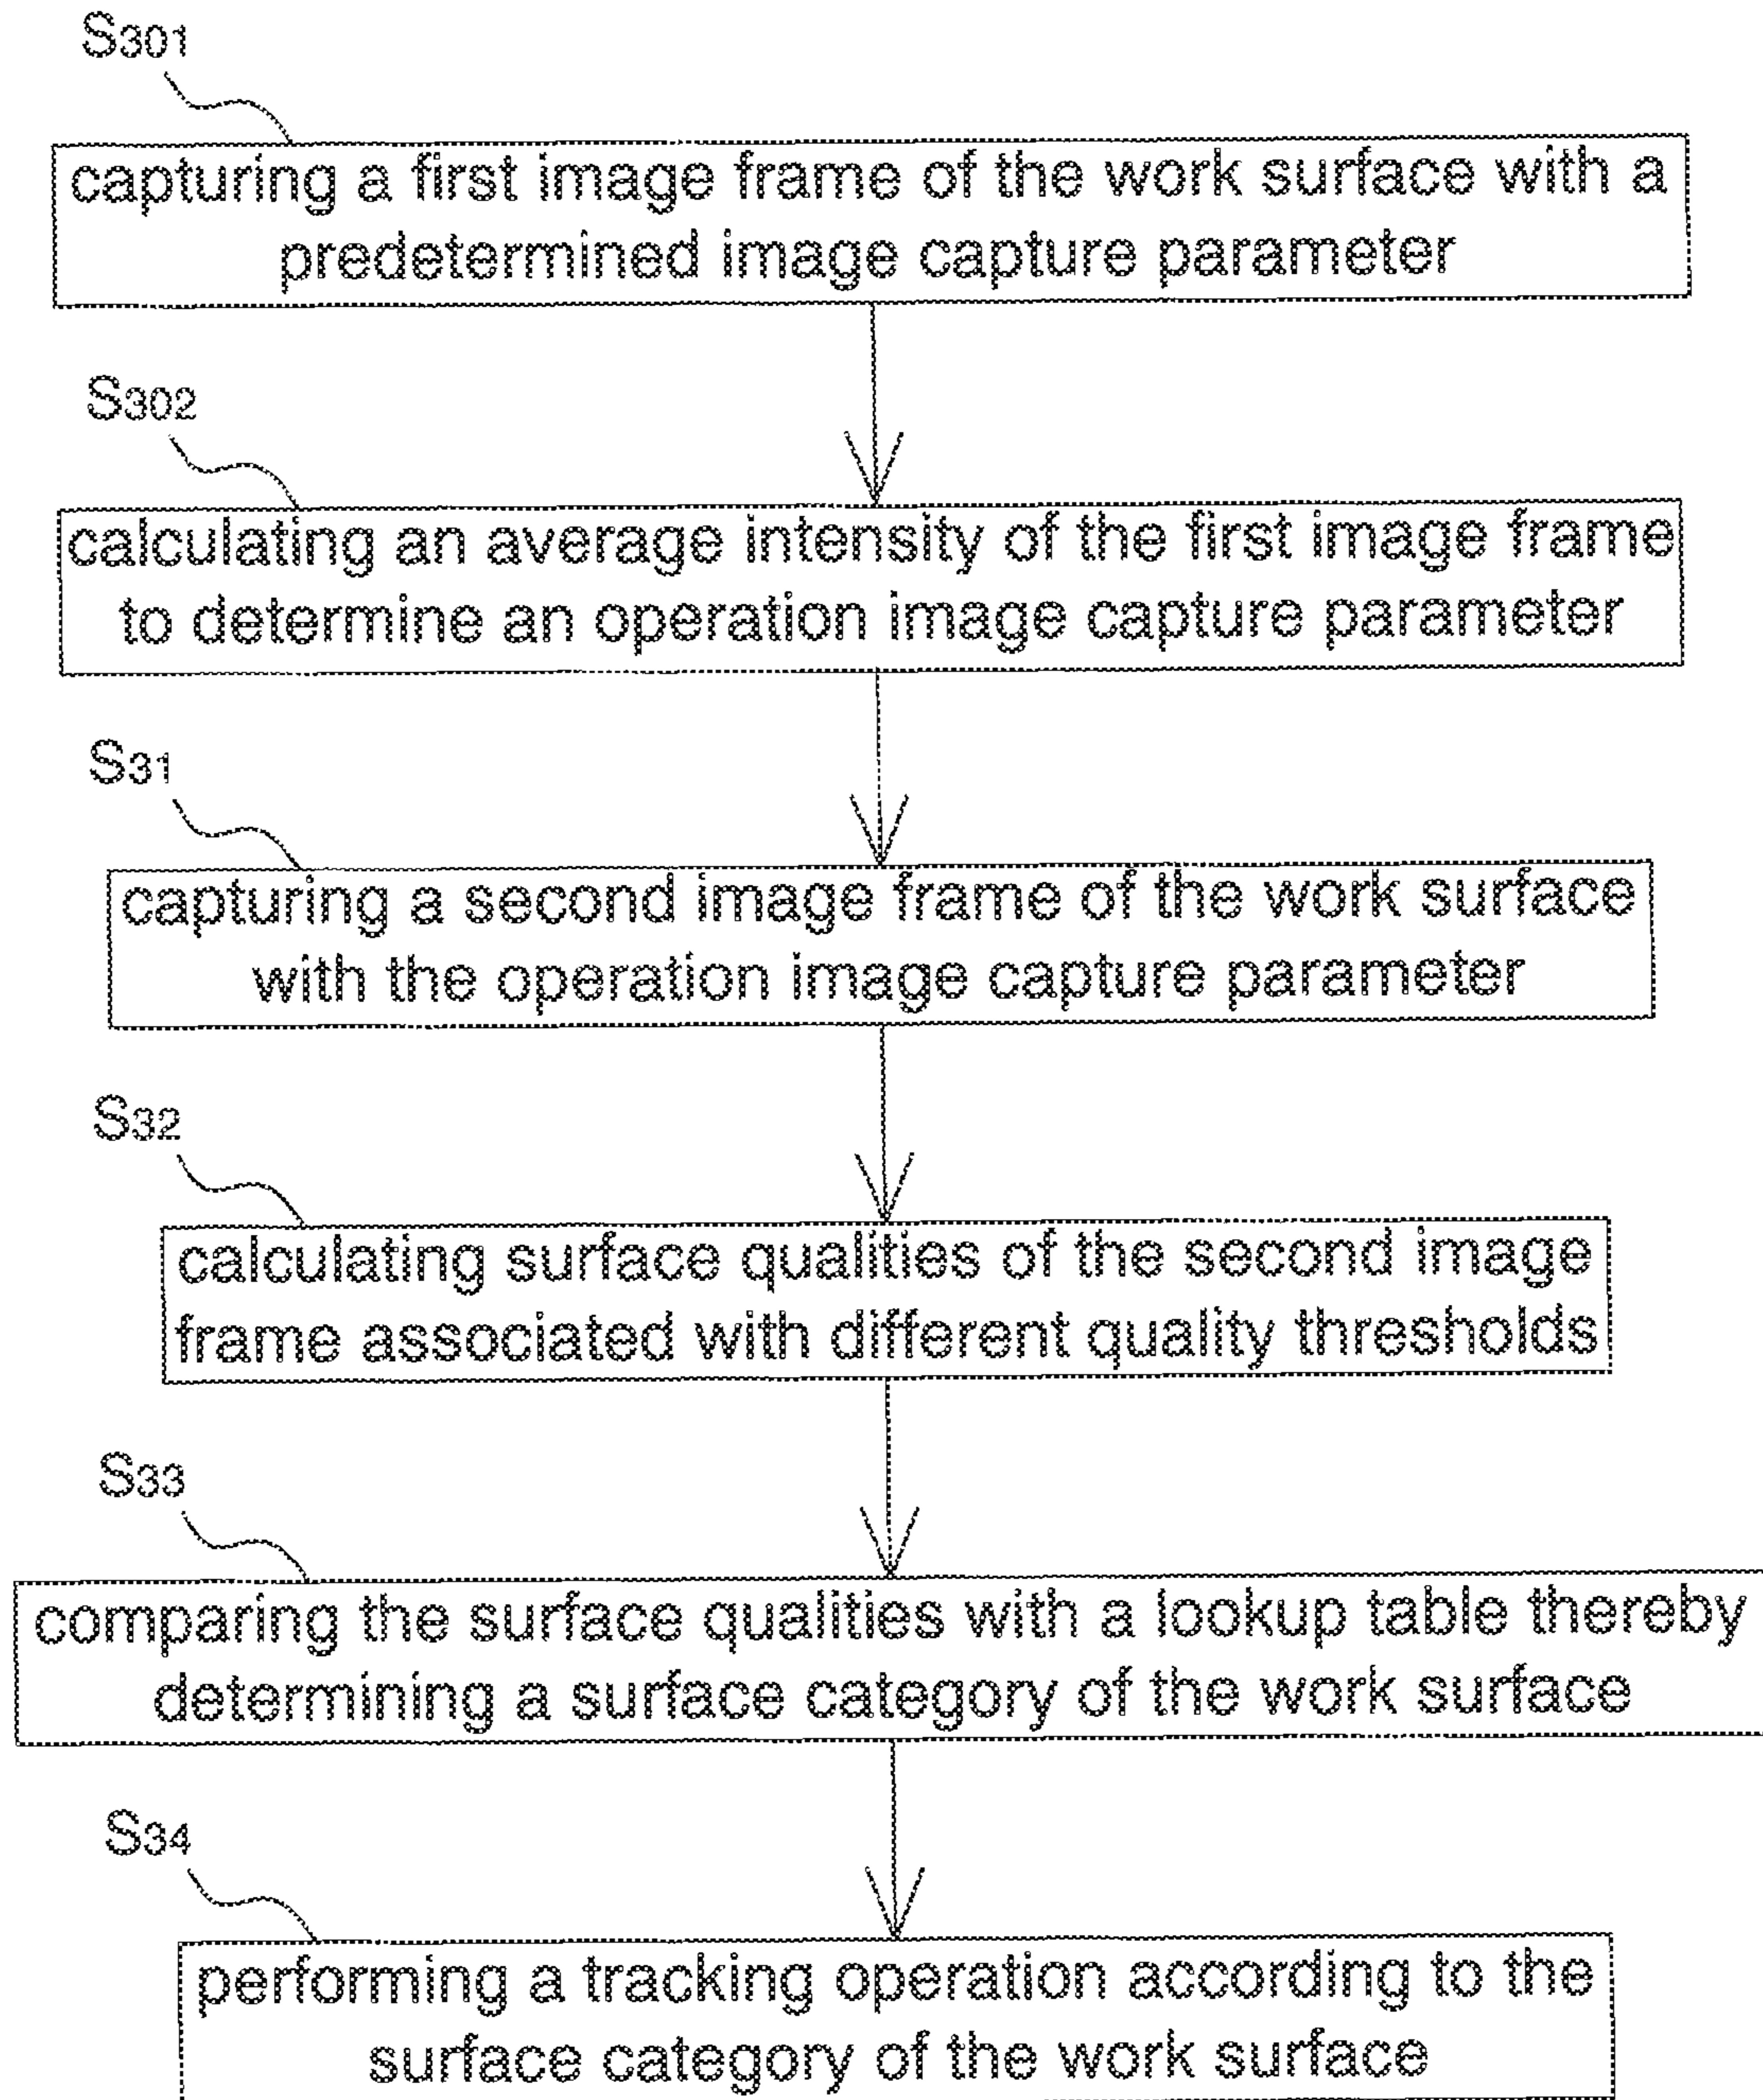 S301
capturing a first image frame of the work surface with a
predetermined image capture parameter
S302
calculating an average intensity of the first image frame
to determine an operation image capture parameter
S31
capturing a second image frame of the work surface
with the operation image capture parameter
S32
calculating surface qualities of the second image
frame associated with different quality thresholds
S33
comparing the surface qualities with a lookup table thereby
determining a surface category of the work surface
S34
performing a tracking operation according to the
surface category of the work surface